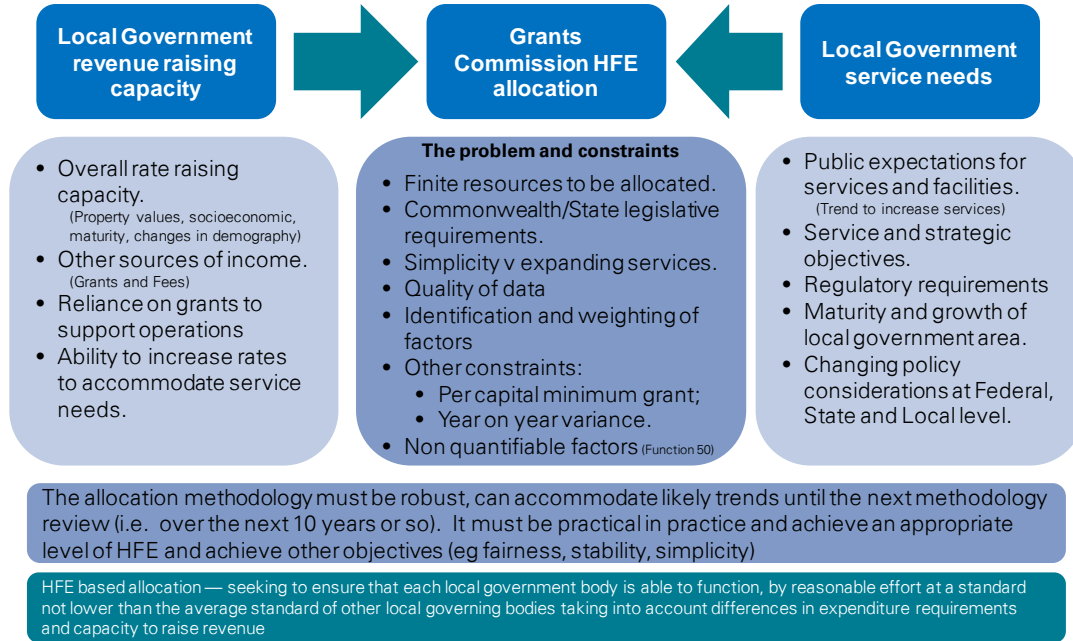 Local Government
revenue raising
capacity
Grants
Commission HFE
allocation
Local Government
service needs
• Overall rate raising
capacity.
(Property values, socioeconomic,
maturity, changes in demography)
• Other sources of income.
(Grants and Fees)
• Reliance on grants to
support operations
• Ability to increase rates
to accommodate service
needs.
The problem and constraints
• Finite resources to be allocated.
• Commonwealth/State legislative
requirements.
• Simplicity v expanding services.
• Quality of data
• Identification and weighting of
factors
• Other constraints:
• Per capital minimum grant;
• Year on year variance.
• Non quantifiable factors (Function 50)
• Public expectations for
services and facilities.
(Trend to increase services)
• Service and strategic
objectives.
• Regulatory requirements
• Maturity and growth of
local government area.
• Changing policy
considerations at Federal,
State and Local level.
The allocation methodology must be robust, can accommodate likely trends until the next methodology
review (i.e. over the next 10 years or so). It must be practical in practice and achieve an appropriate
level of HFE and achieve other objectives (eg fairness, stability, simplicity)
HFE based allocation — seeking to ensure that each local government body is able to function, by reasonable effort at a standard
not lower than the average standard of other local governing bodies taking into account differences in expenditure requirements
and capacity to raise revenue